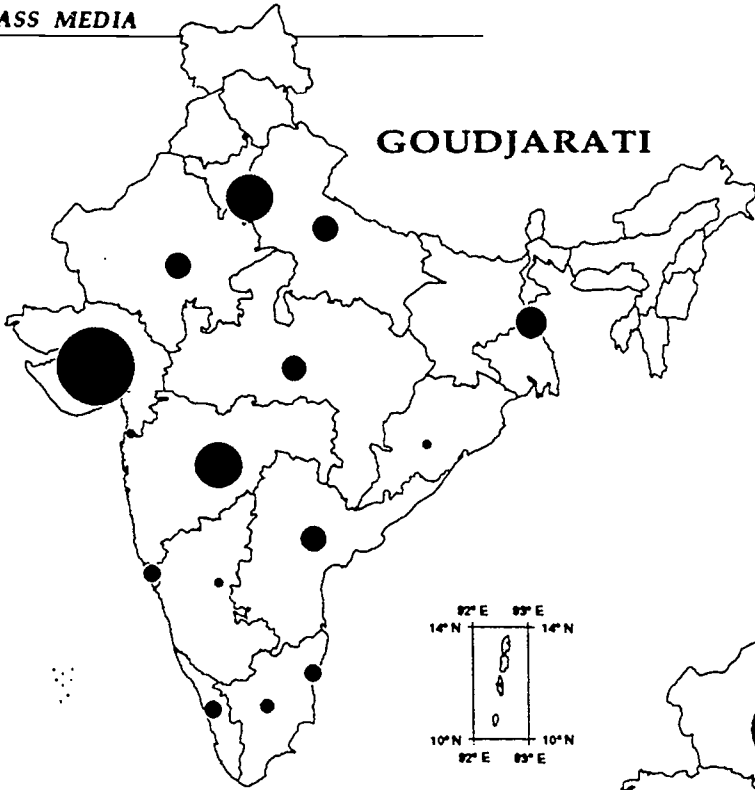 ASS MEDIA
GOUDJARATI
92° E 93° E
14° N 14° N
10° N 10° N
92° E 93° E